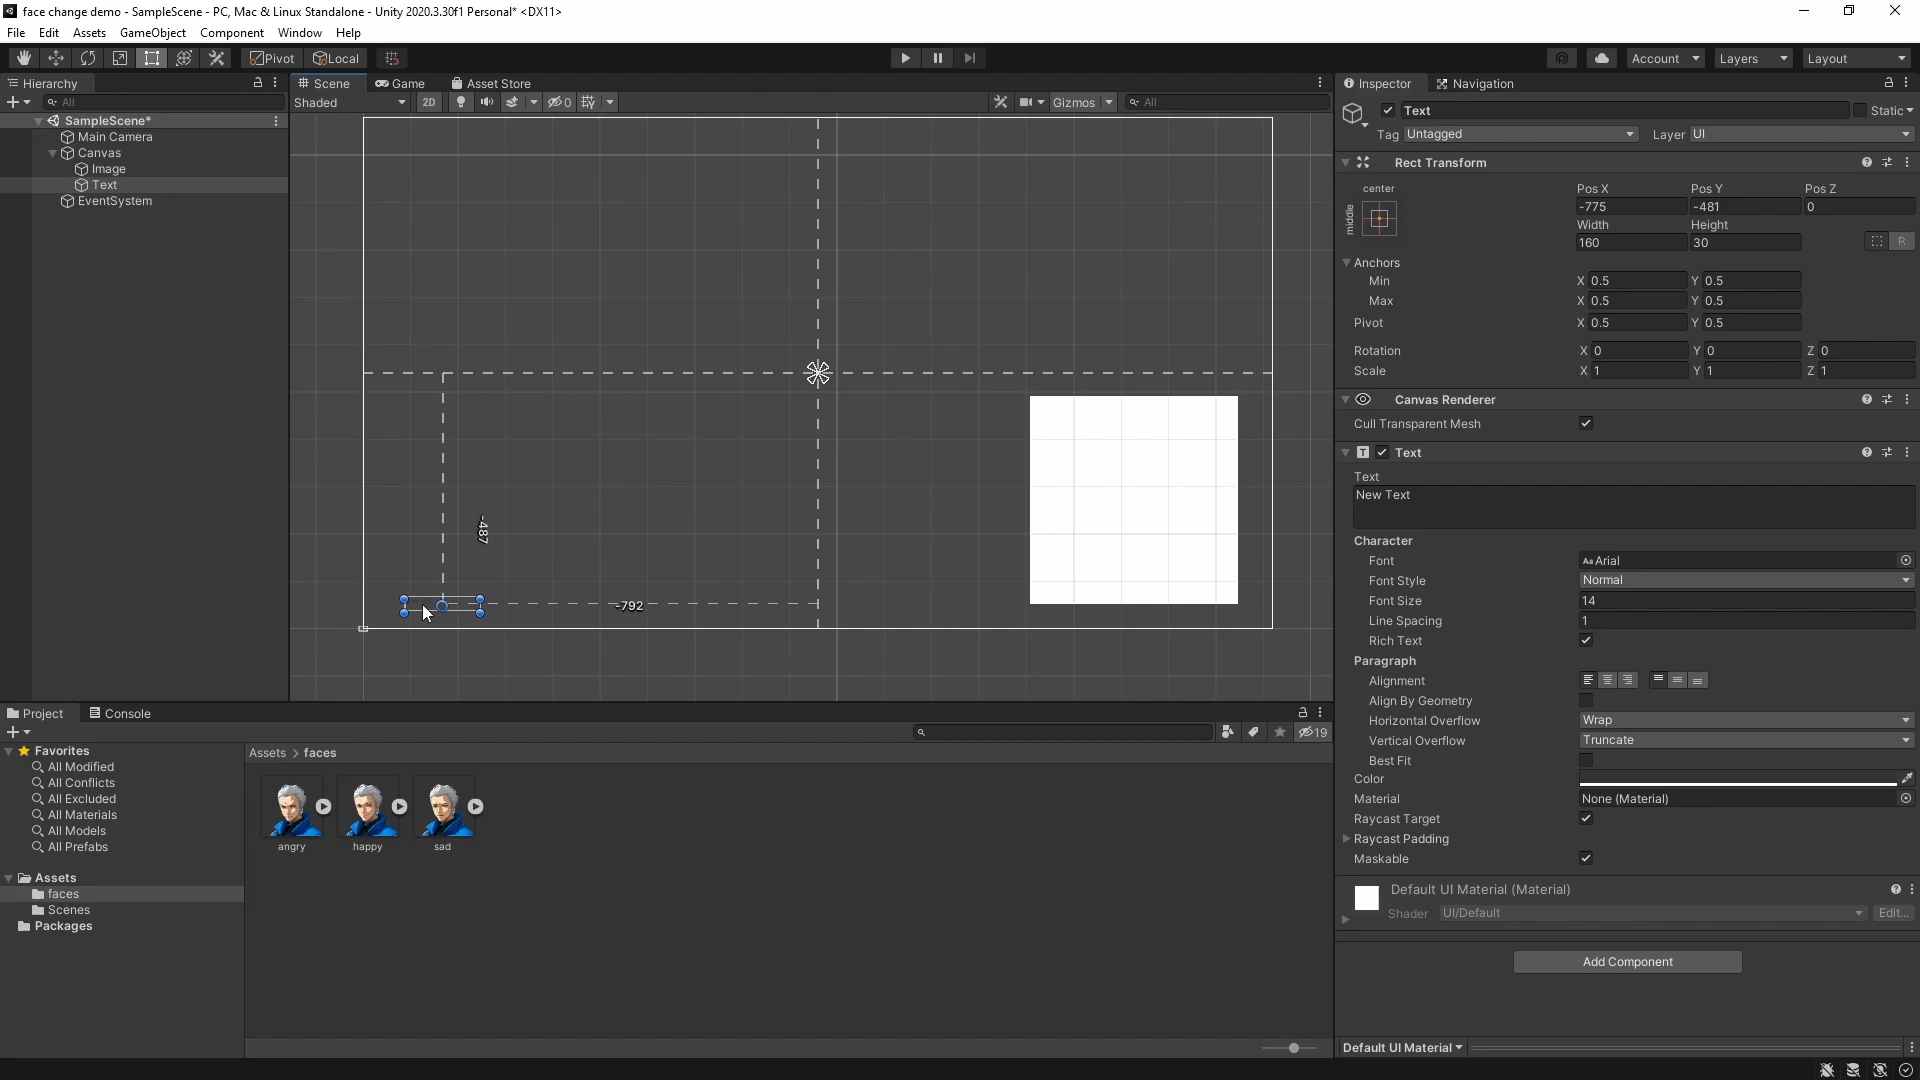 face change demo - SampleScene - PC, Mac & Linux Standalone - Unity 2020.3.30f1 Personal* <DX11>
File Edit Assets GameObject Component Window Help
Pivot Local Account Layers Layout
Hierarchy
All
SampleScene*
Main Camera
Canvas
Image
Text
EventSystem
Scene Game Asset Store
Shaded 2D 0 Gizmos All
-487
-792
Inspector Navigation
Text Static
Tag Untagged Layer UI
Rect Transform
center
middle
Pos X Pos Y Pos Z
-775 -481 0
Width Height
160 30
R
Anchors
Min X 0.5 Y 0.5
Max X 0.5 Y 0.5
Pivot X 0.5 Y 0.5
Rotation X 0 Y 0 Z 0
Scale X 1 Y 1 Z 1
Canvas Renderer
Cull Transparent Mesh
Text
Text
New Text
Character
Font Arial
Font Style Normal
Font Size 14
Line Spacing 1
Rich Text
Paragraph
Alignment
Align By Geometry
Horizontal Overflow Wrap
Vertical Overflow Truncate
Best Fit
Color
Material None (Material)
Raycast Target
Raycast Padding
Maskable
Default UI Material (Material)
Shader UI/Default Edit...
Add Component
Default UI Material
Project Console
19
Favorites
All Modified
All Conflicts
All Excluded
All Materials
All Models
All Prefabs
Assets
faces
Scenes
Packages
Assets > faces
angry happy sad